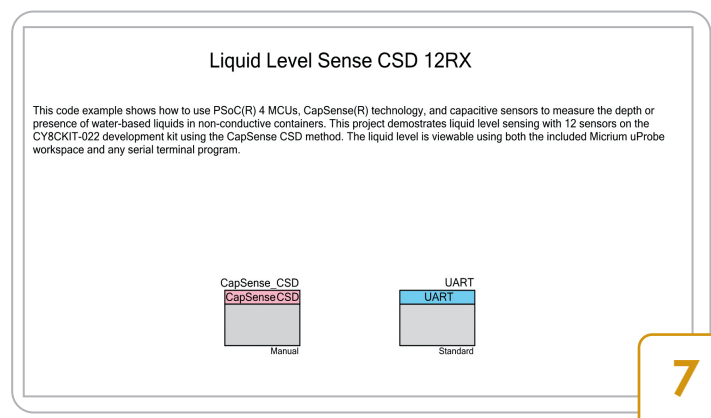 Liquid Level Sense CSD 12RX
This code example shows how to use PSoC(R) 4 MCUs, CapSense(R) technology, and capacitive sensors to measure the depth or
presence of water-based liquids in non-conductive containers. This project demostrates liquid level sensing with 12 sensors on the
CY8CKIT-022 development kit using the CapSense CSD method. The liquid level is viewable using both the included Micrium uProbe
workspace and any serial terminal program.
CapSense_CSD
CapSense CSD
Manual
UART
UART
Standard
7